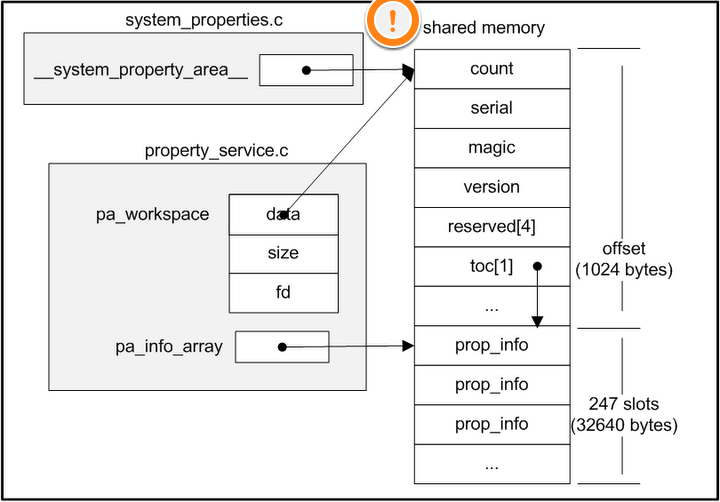 system_properties.c
!
shared memory
__system_property_area__
count
serial
magic
version
reserved[4]
toc[1]
...
prop_info
prop_info
prop_info
...
property_service.c
pa_workspace
data
size
fd
pa_info_array
offset
(1024 bytes)
247 slots
(32640 bytes)